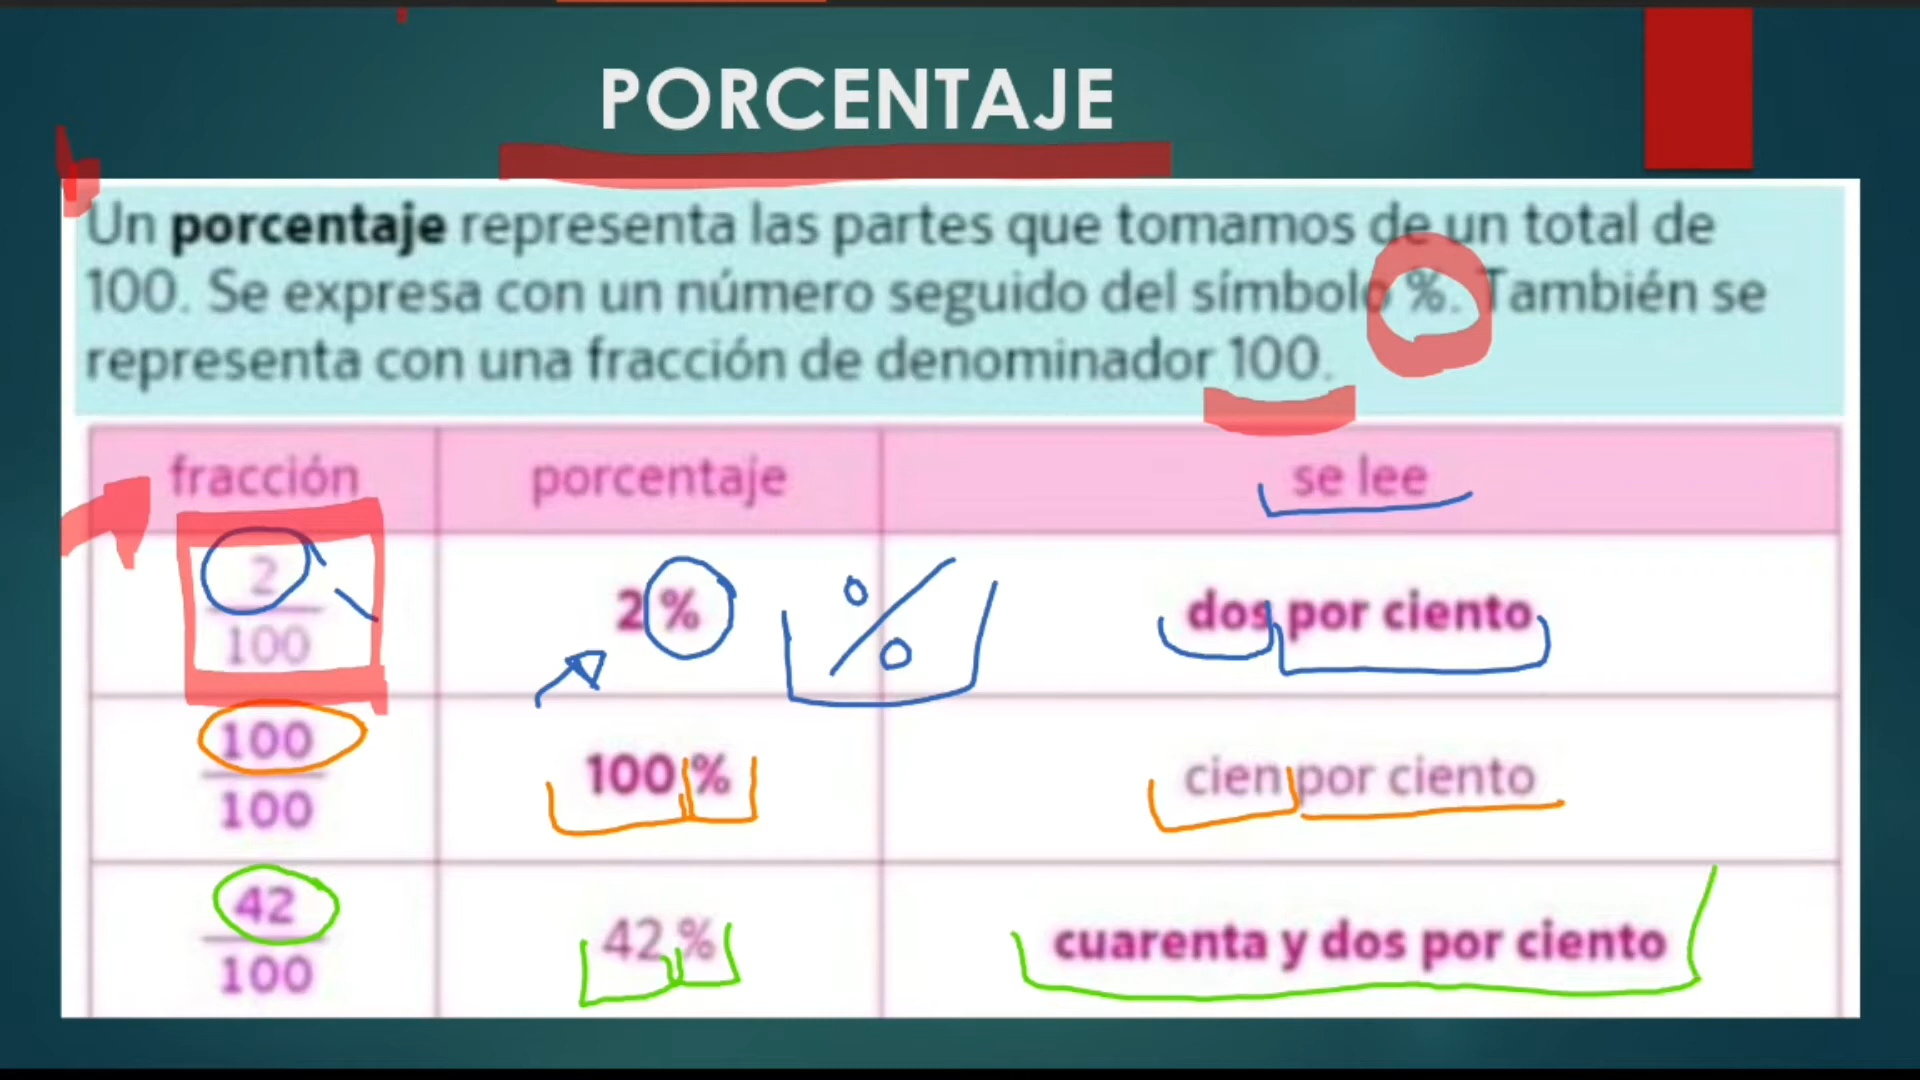 PORCENTAJE
Un porcentaje representa las partes que tomamos de un total de
100. Se expresa con un número seguido del símbolo %. También se
representa con una fracción de denominador 100.
fracción porcentaje se lee
2/100 2% % dos por ciento
100/100 100% cien por ciento
42/100 42% cuarenta y dos por ciento